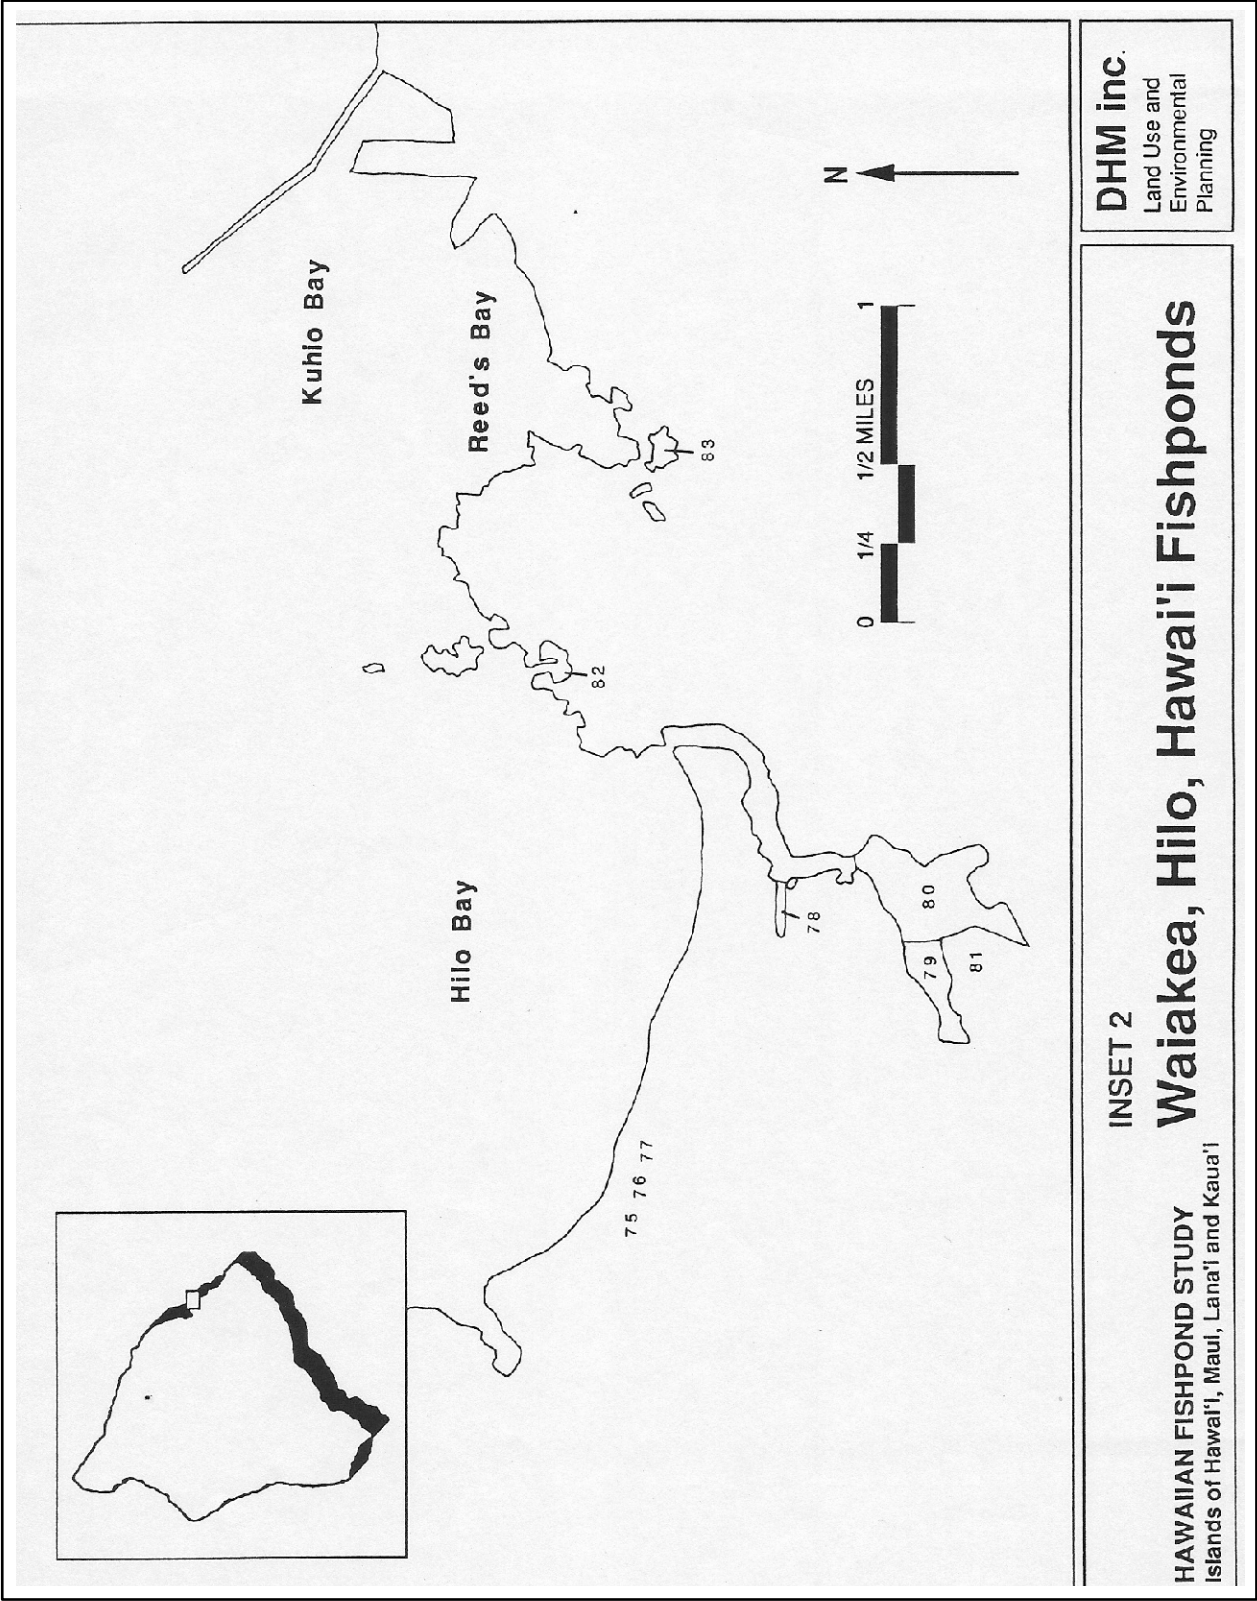 Kuhio Bay
Reed's Bay
Hilo Bay
N
0 1/4 1/2 MILES 1
75 76 77
78
79
80
81
82
83
HAWAIIAN FISHPOND STUDY
Islands of Hawai'i, Maui, Lana'i and Kaua'i
INSET 2
Waiakea, Hilo, Hawai'i Fishponds
DHM inc.
Land Use and
Environmental
Planning